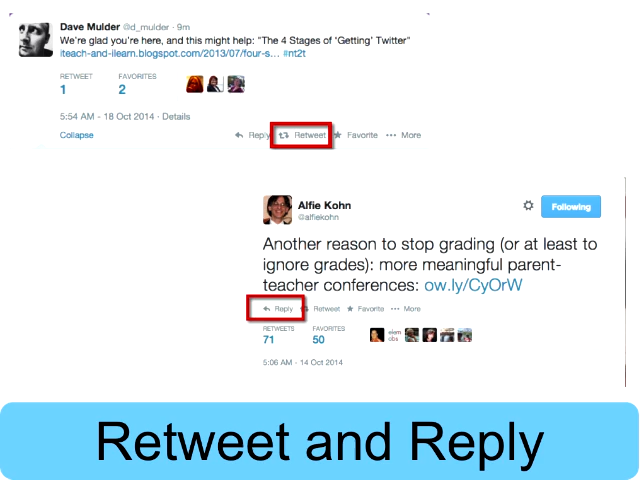 Dave Mulder @d_mulder · 9m
We're glad you're here, and this might help: "The 4 Stages of 'Getting' Twitter"
iteach-and-ilearn.blogspot.com/2013/07/four-s... #nt2t
RETWEET FAVORITES
1 2
5:54 AM - 18 Oct 2014 · Details
Collapse Reply Retweet Favorite ••• More
Alfie Kohn Following
@alfiekohn
Another reason to stop grading (or at least to
ignore grades): more meaningful parent-
teacher conferences: ow.ly/CyOrW
Reply Retweet Favorite ••• More
RETWEETS FAVORITES
71 50
5:06 AM - 14 Oct 2014
Retweet and Reply